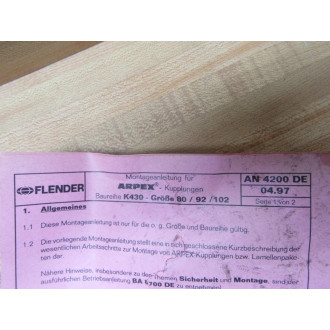 FLENDER
Montageanleitung für
ARPEX® - Kupplungen
Baureihe K430 - Größe 80 / 92 /102
AN 4200 DE
04.97
Seite 1 von 2
1. Allgemeines
1.1 Diese Montageanleitung ist nur für die o. g. Größe und Baureihe gültig.
1.2 Die vorliegende Montageanleitung stellt eine in sich geschlossene Kurzbeschreibung der
wesentlichen Arbeitsschritte zur Montage von ARPEX-Kupplungen bzw. Lamellenpake
ten dar.
Nähere Hinweise, insbesondere zu den Themen Sicherheit und Montage, sind der
ausführlichen Betriebsanleitung BA 8700 DE zu entnehmen!